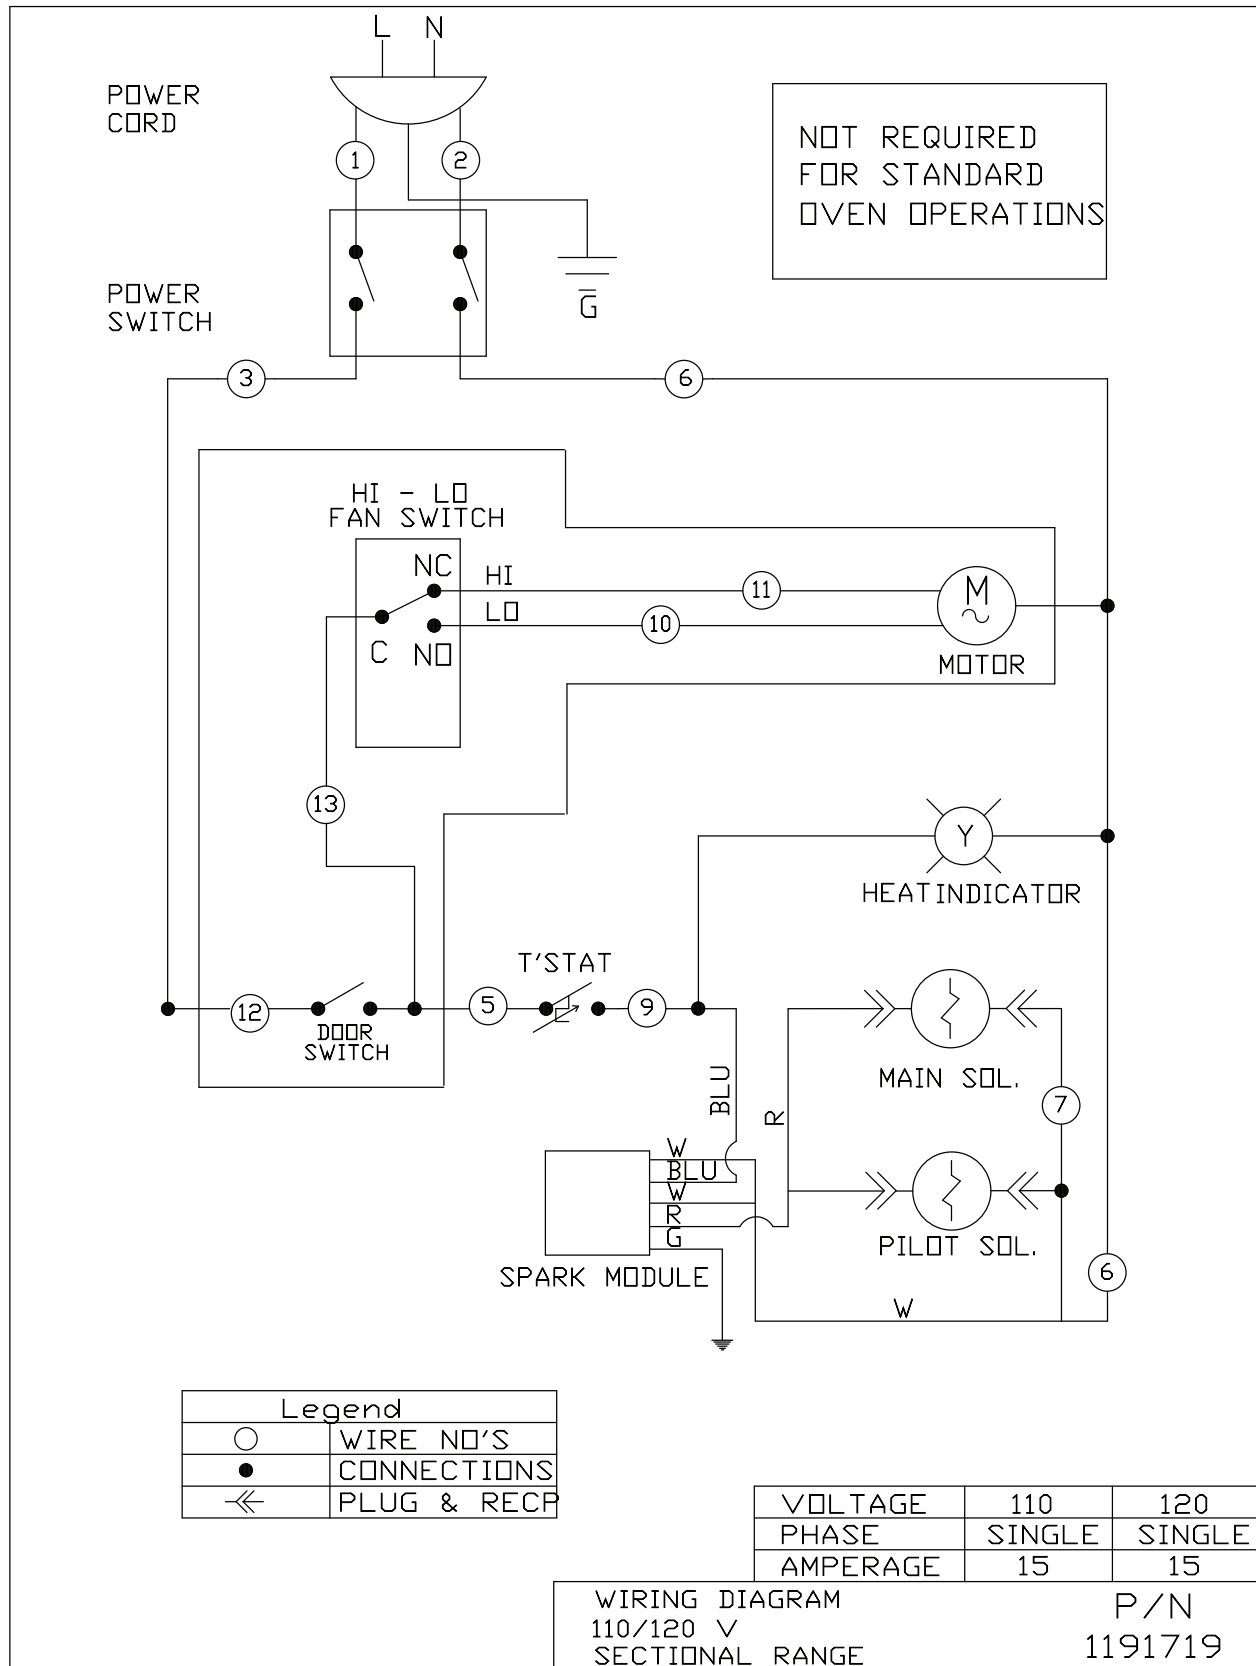 L N
POWER
CORD
1 2
NOT REQUIRED
FOR STANDARD
OVEN OPERATIONS
POWER
SWITCH
G
3 6
HI - LO
FAN SWITCH
NC
HI
11
M
LO
10
C NO
MOTOR
13
Y
HEAT INDICATOR
T'STAT
12
5
9
DOOR
SWITCH
MAIN SOL.
BLU
R
7
W
BLU
W
R
G
PILOT SOL.
SPARK MODULE
6
W
Legend
WIRE NO'S
CONNECTIONS
PLUG & RECP
VOLTAGE 110 120
PHASE SINGLE SINGLE
AMPERAGE 15 15
WIRING DIAGRAM
110/120 V
SECTIONAL RANGE
P/N
1191719